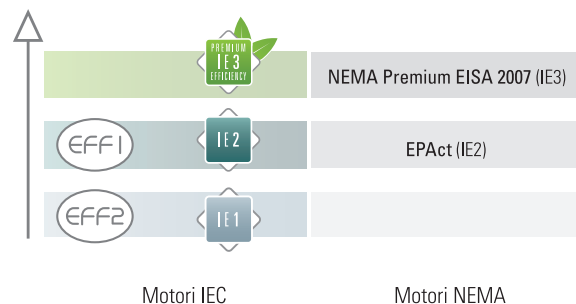 PREMIUM
IE3
EFFICIENCY
NEMA Premium EISA 2007 (IE3)
EFF1
IE2
EPAct (IE2)
EFF2
IE1
Motori IEC
Motori NEMA